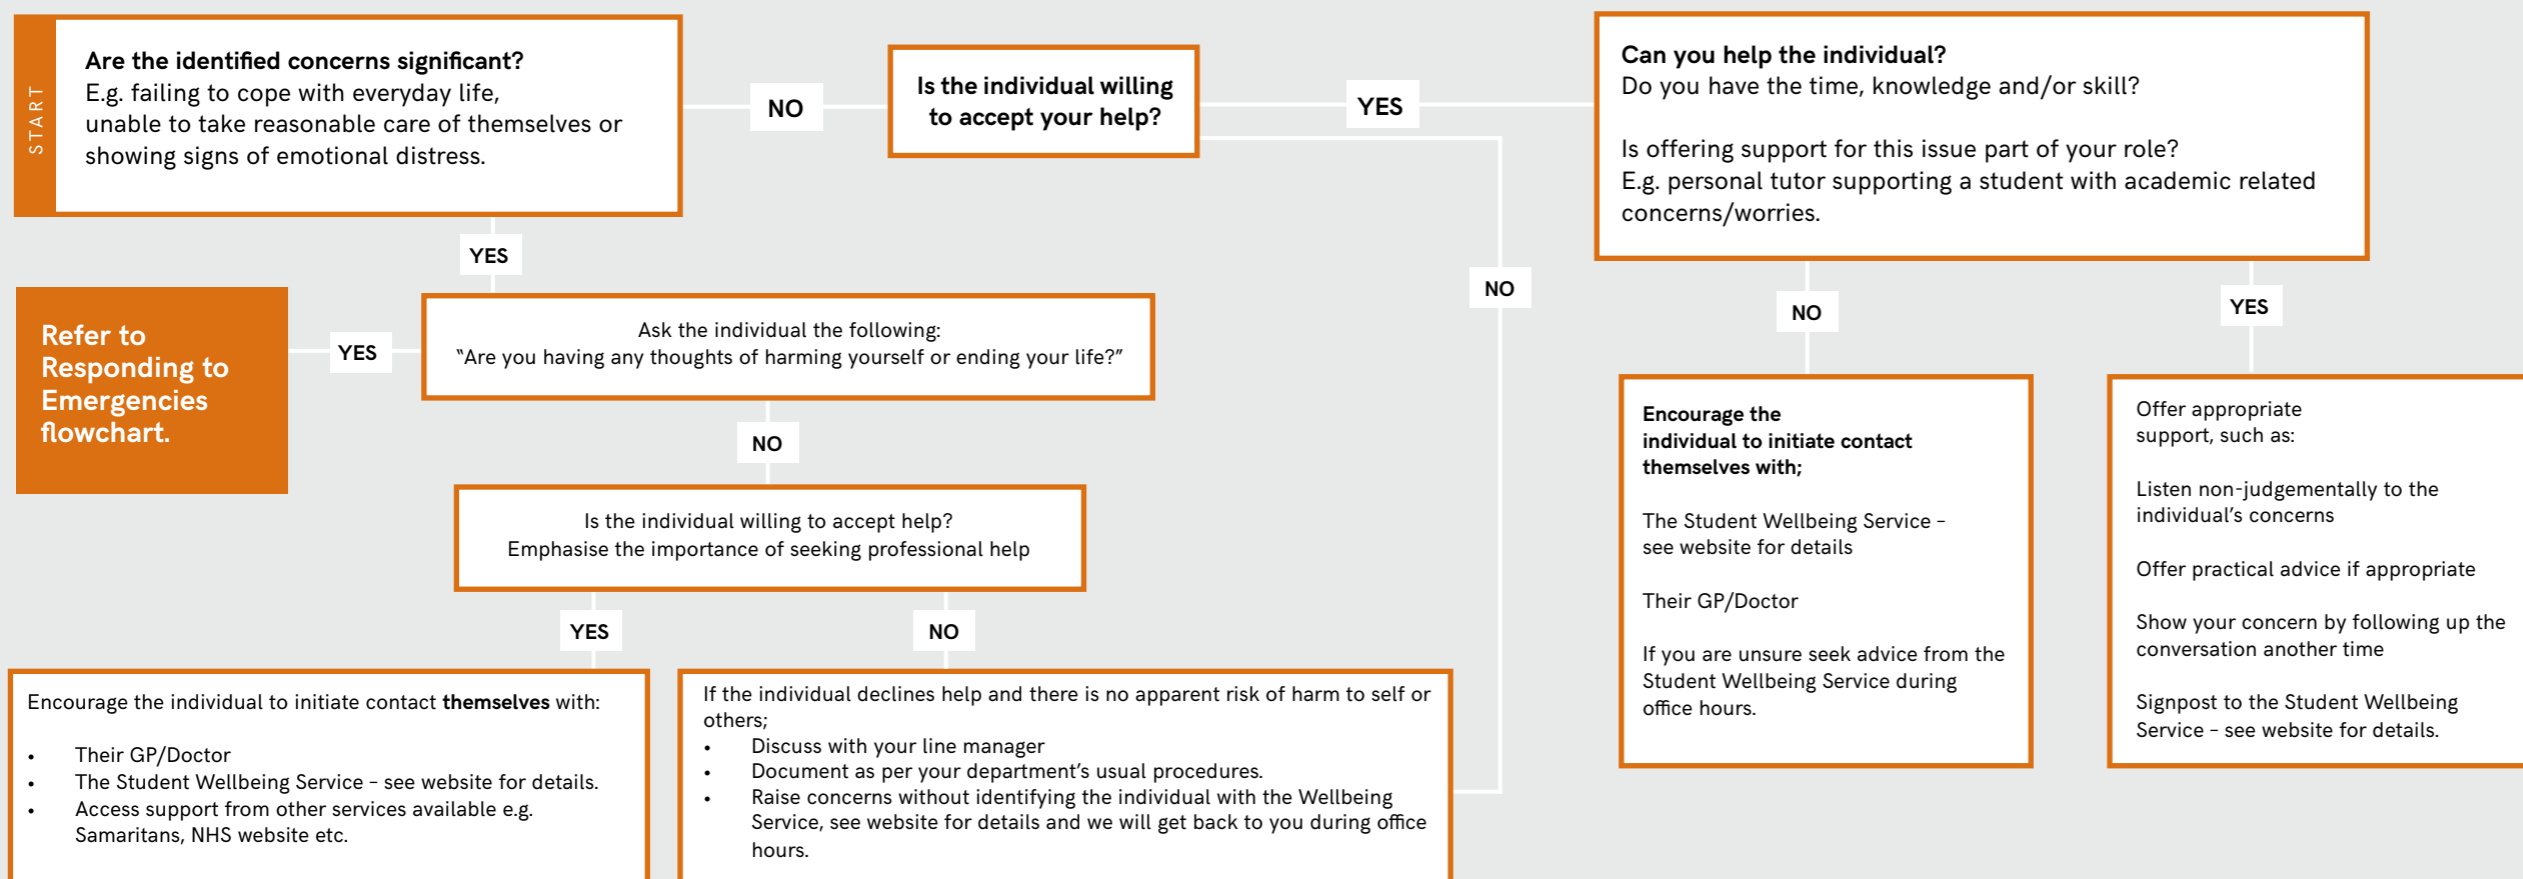 START
Are the identified concerns significant?
E.g. failing to cope with everyday life,
unable to take reasonable care of themselves or
showing signs of emotional distress.
NO
Is the individual willing
to accept your help?
YES
Can you help the individual?
Do you have the time, knowledge and/or skill?
Is offering support for this issue part of your role?
E.g. personal tutor supporting a student with academic related
concerns/worries.
YES
NO
NO
YES
Refer to
Responding to
Emergencies
flowchart.
YES
Ask the individual the following:
“Are you having any thoughts of harming yourself or ending your life?”
NO
Is the individual willing to accept help?
Emphasise the importance of seeking professional help
YES
NO
Encourage the individual to initiate contact themselves with:
• Their GP/Doctor
• The Student Wellbeing Service – see website for details.
• Access support from other services available e.g.
Samaritans, NHS website etc.
If the individual declines help and there is no apparent risk of harm to self or
others;
• Discuss with your line manager
• Document as per your department’s usual procedures.
• Raise concerns without identifying the individual with the Wellbeing
Service, see website for details and we will get back to you during office
hours.
Encourage the
individual to initiate contact
themselves with;
The Student Wellbeing Service –
see website for details
Their GP/Doctor
If you are unsure seek advice from the
Student Wellbeing Service during
office hours.
Offer appropriate
support, such as:
Listen non-judgementally to the
individual’s concerns
Offer practical advice if appropriate
Show your concern by following up the
conversation another time
Signpost to the Student Wellbeing
Service – see website for details.